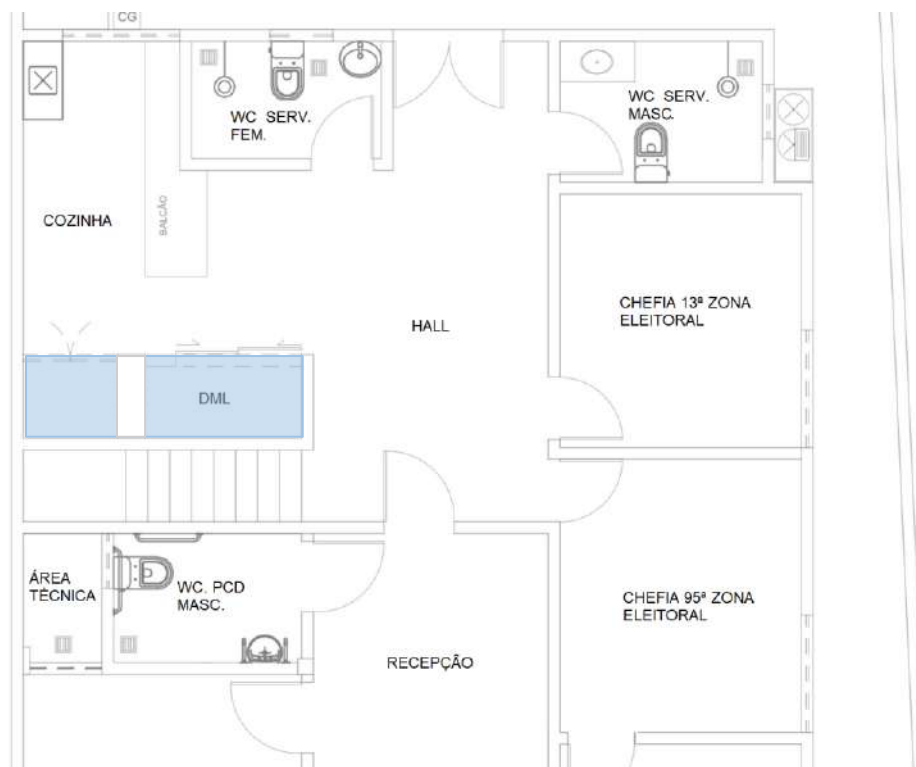 CG
WC SERV.
FEM.
WC SERV.
MASC.
COZINHA
BALCÃO
CHEFIA 13ª ZONA
ELEITORAL
HALL
DML
ÁREA
TÉCNICA
WC. PCD
MASC.
CHEFIA 95ª ZONA
ELEITORAL
RECEPÇÃO